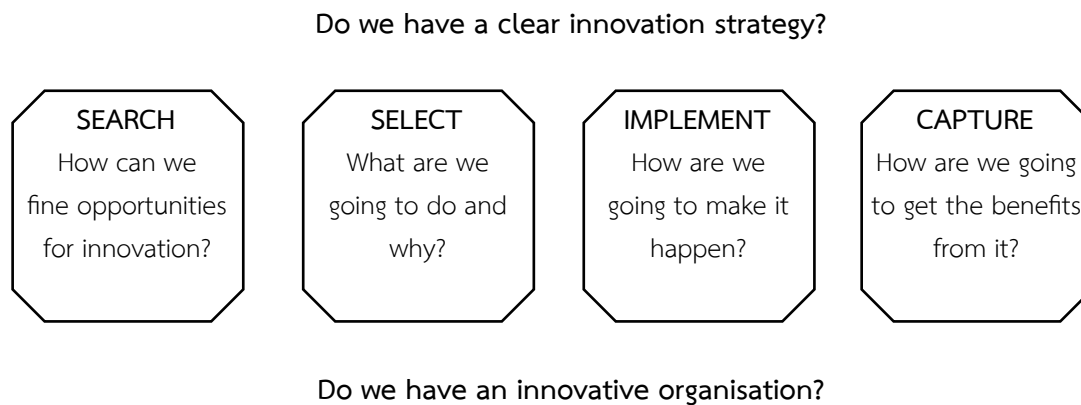 Do we have a clear innovation strategy?
SEARCH
How can we
fine opportunities
for innovation?
SELECT
What are we
going to do and
why?
IMPLEMENT
How are we
going to make it
happen?
CAPTURE
How are we going
to get the benefits
from it?
Do we have an innovative organisation?